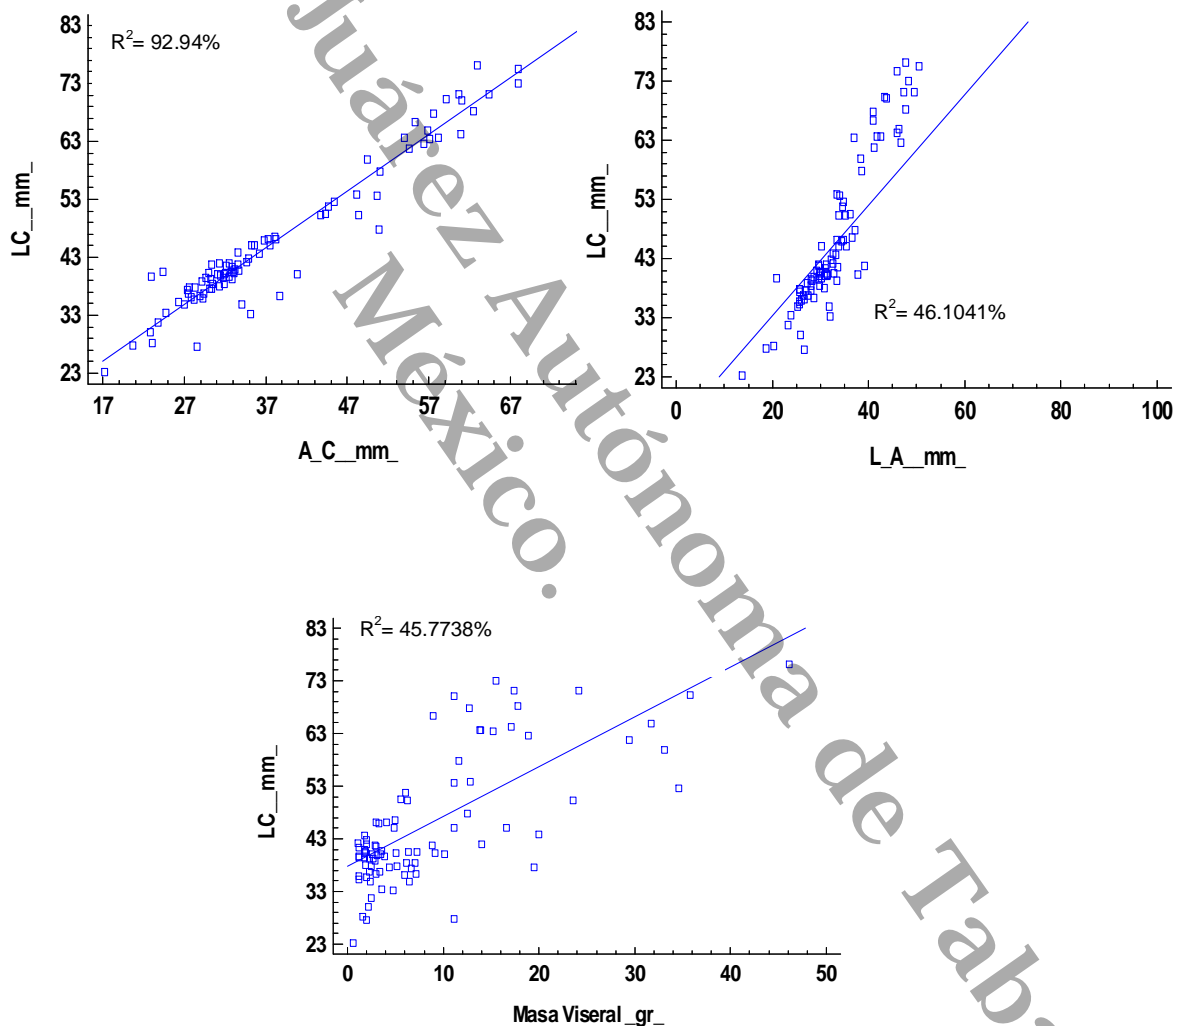 R²= 92.94%
83
73
63
53
43
33
23
LC__mm_
17 27 37 47 57 67
A_C__mm_
83
73
63
53
43
33
23
LC__mm_
R²= 46.1041%
0 20 40 60 80 100
L_A__mm_
R²= 45.7738%
83
73
63
53
43
33
23
LC__mm_
0 10 20 30 40 50
Masa Viseral _gr_
Juárez Autónoma de Taba
México.